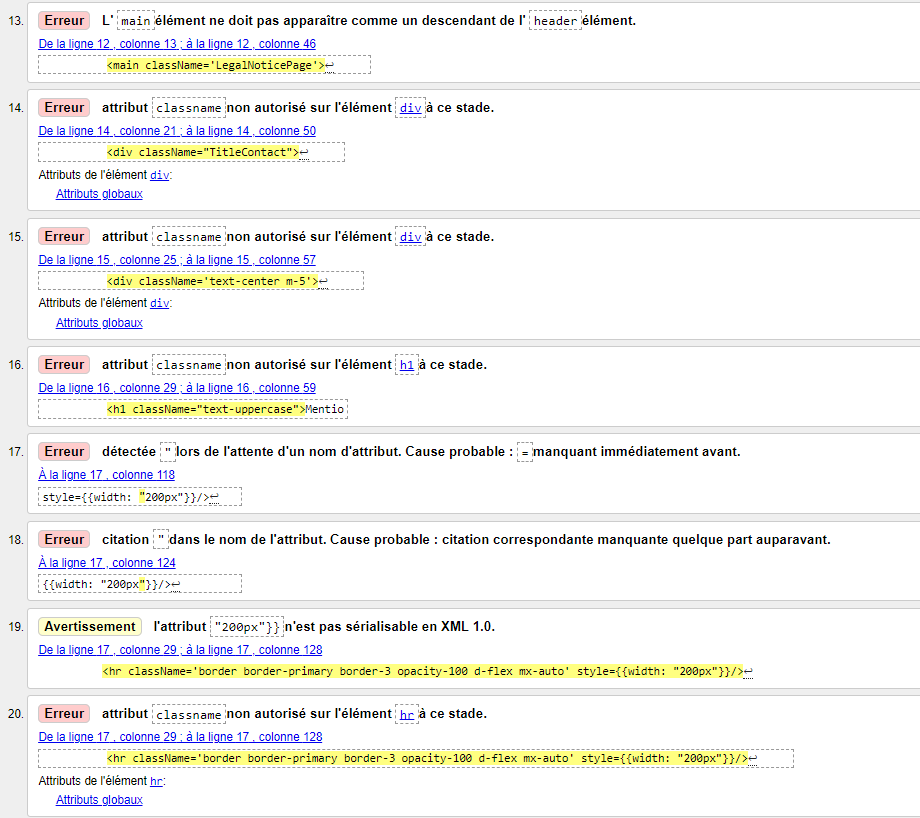 13. Erreur L' main élément ne doit pas apparaître comme un descendant de l' header élément.
De la ligne 12 , colonne 13 ; à la ligne 12 , colonne 46
<main className='LegalNoticePage'>↩
14. Erreur attribut classname non autorisé sur l'élément div à ce stade.
De la ligne 14 , colonne 21 ; à la ligne 14 , colonne 50
<div className="TitleContact">↩
Attributs de l'élément div:
Attributs globaux
15. Erreur attribut classname non autorisé sur l'élément div à ce stade.
De la ligne 15 , colonne 25 ; à la ligne 15 , colonne 57
<div className='text-center m-5'>↩
Attributs de l'élément div:
Attributs globaux
16. Erreur attribut classname non autorisé sur l'élément h1 à ce stade.
De la ligne 16 , colonne 29 ; à la ligne 16 , colonne 59
<h1 className="text-uppercase">Mentio
17. Erreur détectée " lors de l'attente d'un nom d'attribut. Cause probable : = manquant immédiatement avant.
À la ligne 17 , colonne 118
style={{width: "200px"}}/>↩
18. Erreur citation " dans le nom de l'attribut. Cause probable : citation correspondante manquante quelque part auparavant.
À la ligne 17 , colonne 124
{{width: "200px"}}/>↩
19. Avertissement l'attribut "200px"}} n'est pas sérialisable en XML 1.0.
De la ligne 17 , colonne 29 ; à la ligne 17 , colonne 128
<hr className='border border-primary border-3 opacity-100 d-flex mx-auto' style={{width: "200px"}}/>↩
20. Erreur attribut classname non autorisé sur l'élément hr à ce stade.
De la ligne 17 , colonne 29 ; à la ligne 17 , colonne 128
<hr className='border border-primary border-3 opacity-100 d-flex mx-auto' style={{width: "200px"}}/>↩
Attributs de l'élément hr:
Attributs globaux